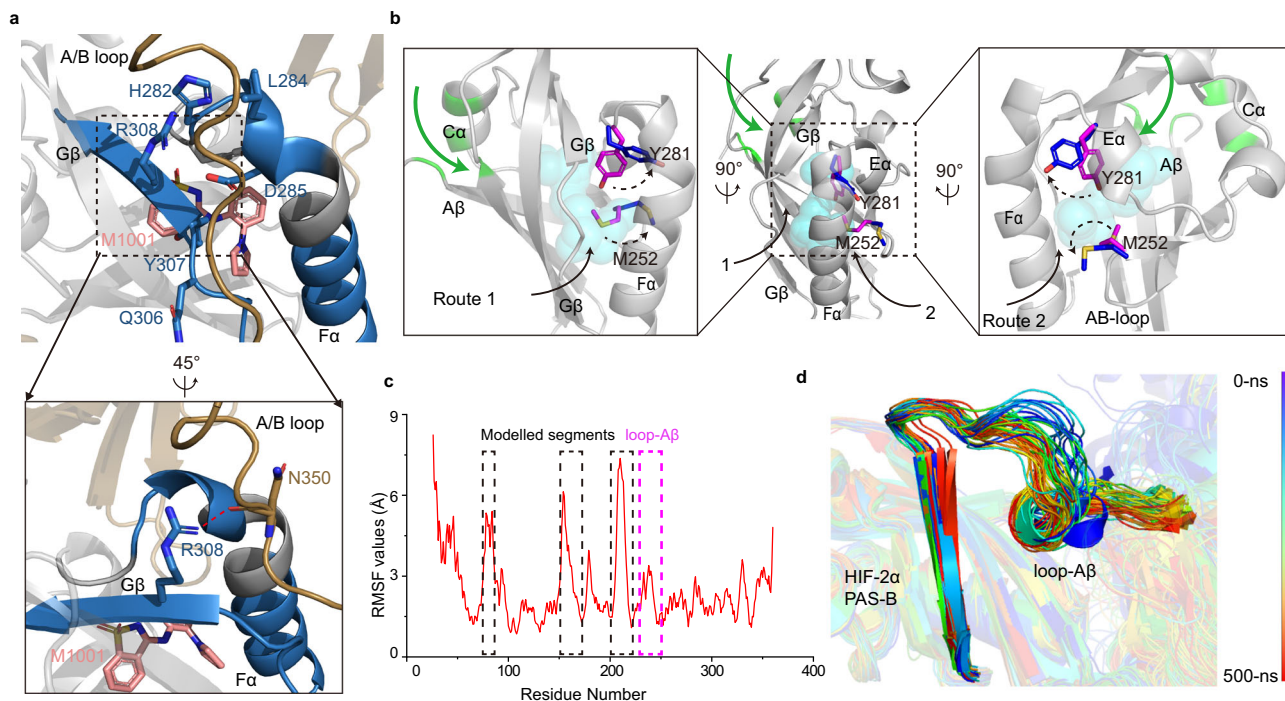 a
A/B loop
H282
L284
R308
Gβ
D285
M1001
Y307
Q306
Fα
45°
A/B loop
N350
R308
Gβ
M1001
Fα
b
Cα
Gβ
Y281
Aβ
M252
Route 1
Fα
Gβ
90°
Gβ
Eα
Y281
M252
1
Gβ
Fα
2
90°
Cα
Eα
Aβ
Y281
Fα
M252
Route 2
AB-loop
c
9
6
3
0
RMSF values (Å)
Modelled segments
loop-Aβ
100
200
300
400
Residue Number
d
0-ns
HIF-2α
PAS-B
loop-Aβ
500-ns